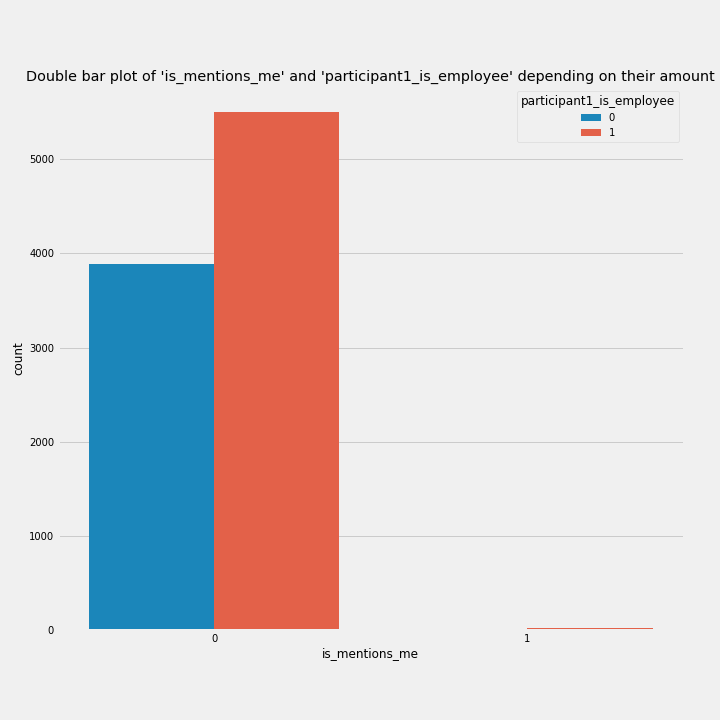 Double bar plot of 'is_mentions_me' and 'participant1_is_employee' depending on their amount
participant1_is_employee
0
1
5000
4000
3000
2000
1000
0
count
0
1
is_mentions_me